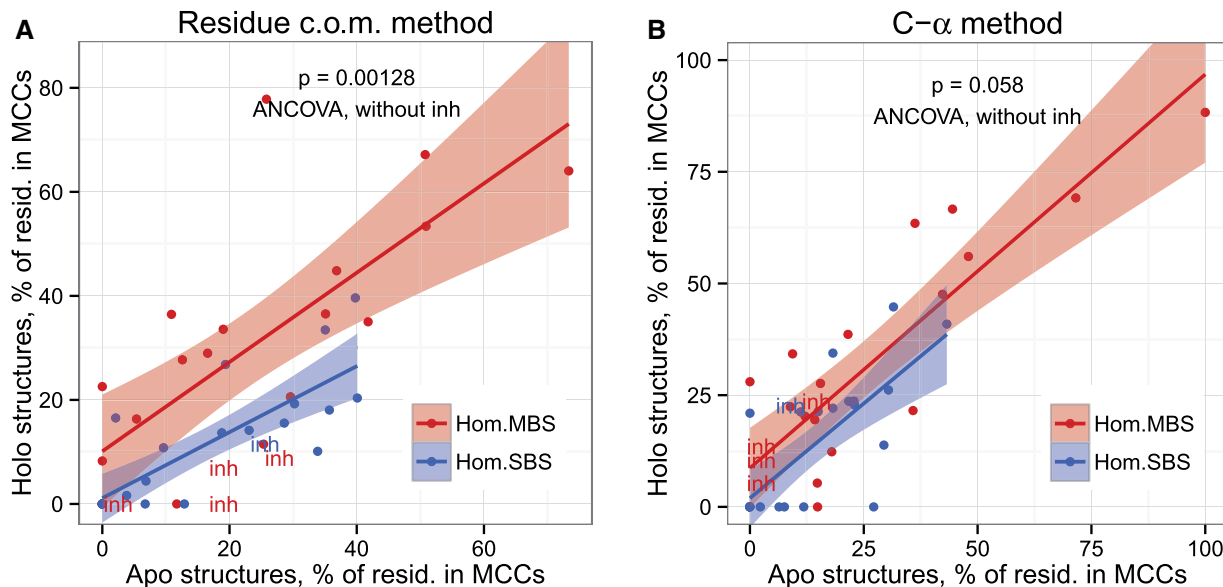 A
Residue c.o.m. method
Holo structures, % of resid. in MCCs
80
60
40
20
0
p = 0.00128
ANCOVA, without inh
inh
inh
inh
inh
inh
Hom.MBS
Hom.SBS
0
20
40
60
Apo structures, % of resid. in MCCs
B
C−α method
Holo structures, % of resid. in MCCs
100
75
50
25
0
p = 0.058
ANCOVA, without inh
inh
inh
inh
inh
inh
Hom.MBS
Hom.SBS
0
25
50
75
100
Apo structures, % of resid. in MCCs